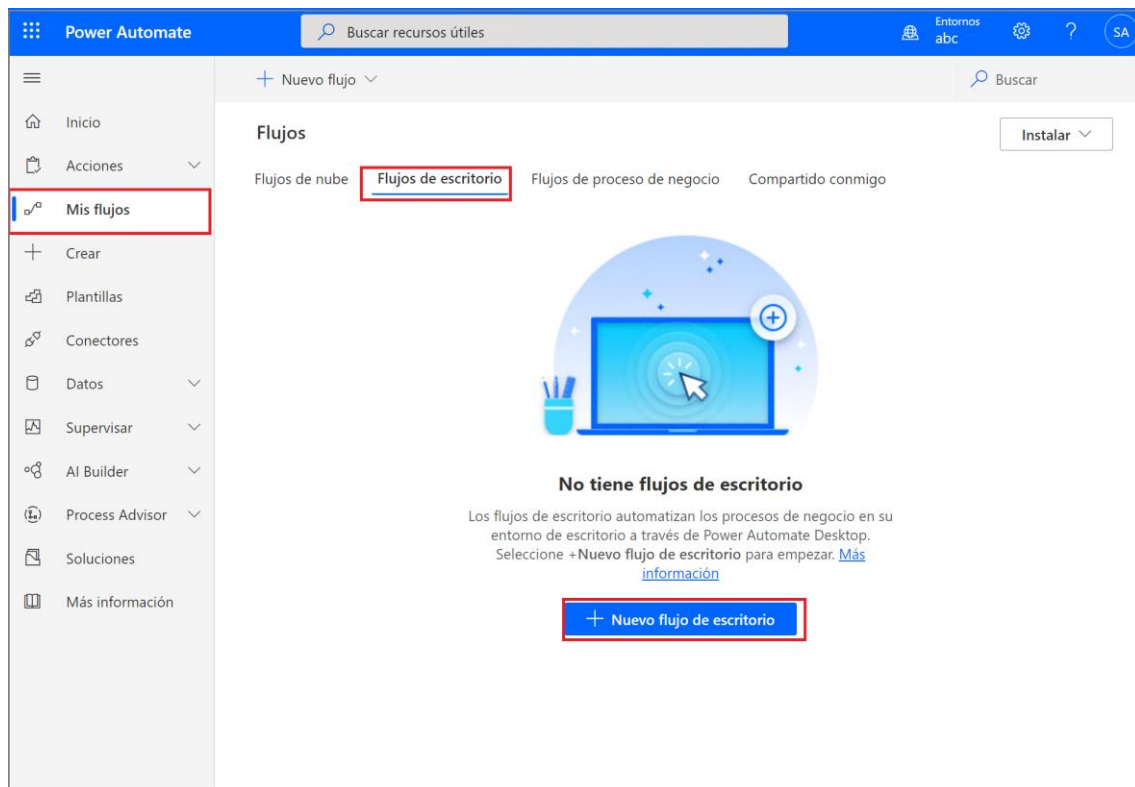 Power Automate
Buscar recursos útiles
Entornos
abc
?
SA
Nuevo flujo
Buscar
Inicio
Acciones
Mis flujos
Crear
Plantillas
Conectores
Datos
Supervisar
AI Builder
Process Advisor
Soluciones
Más información
Flujos
Instalar
Flujos de nube
Flujos de escritorio
Flujos de proceso de negocio
Compartido conmigo
No tiene flujos de escritorio
Los flujos de escritorio automatizan los procesos de negocio en su
entorno de escritorio a través de Power Automate Desktop.
Seleccione +Nuevo flujo de escritorio para empezar. Más
información
+ Nuevo flujo de escritorio